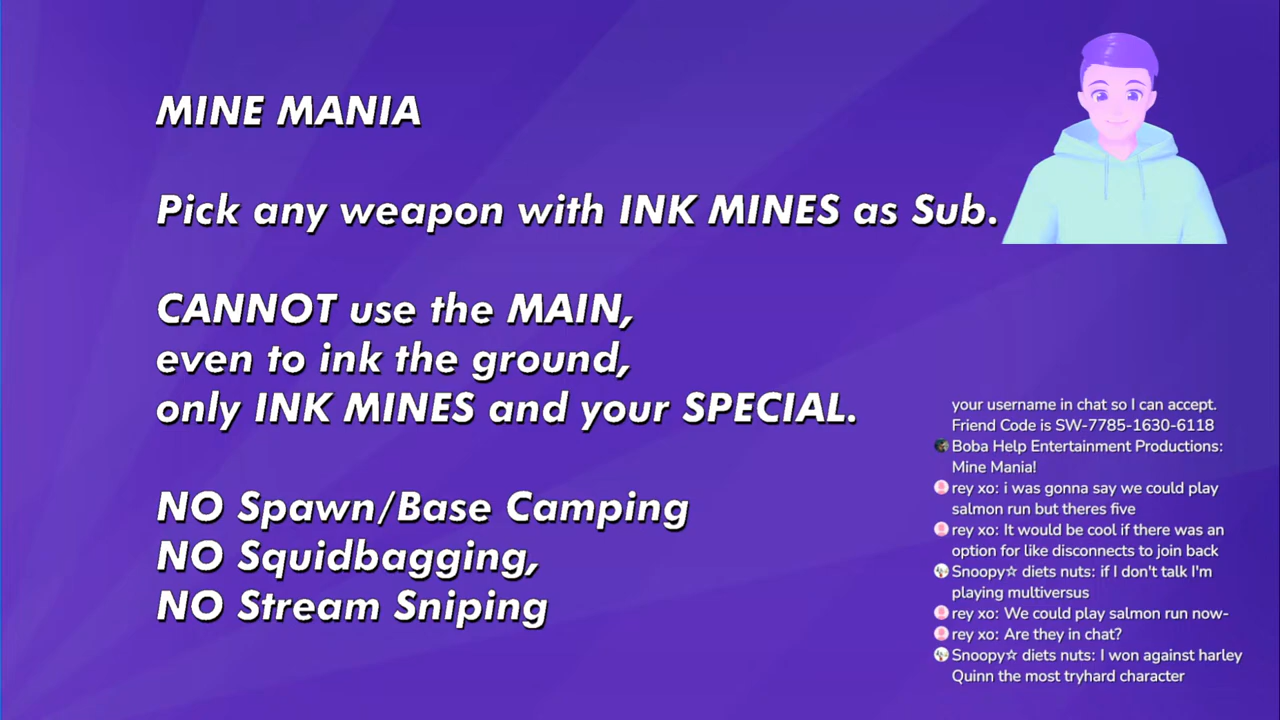 MINE MANIA
Pick any weapon with INK MINES as Sub.
CANNOT use the MAIN,
even to ink the ground,
only INK MINES and your SPECIAL.
NO Spawn/Base Camping
NO Squidbagging,
NO Stream Sniping
your username in chat so I can accept.
Friend Code is SW-7785-1630-6118
Boba Help Entertainment Productions:
Mine Mania!
rey xo: i was gonna say we could play
salmon run but theres five
rey xo: It would be cool if there was an
option for like disconnects to join back
Snoopy☆ diets nuts: if I don't talk I'm
playing multiversus
rey xo: We could play salmon run now-
rey xo: Are they in chat?
Snoopy☆ diets nuts: I won against harley
Quinn the most tryhard character